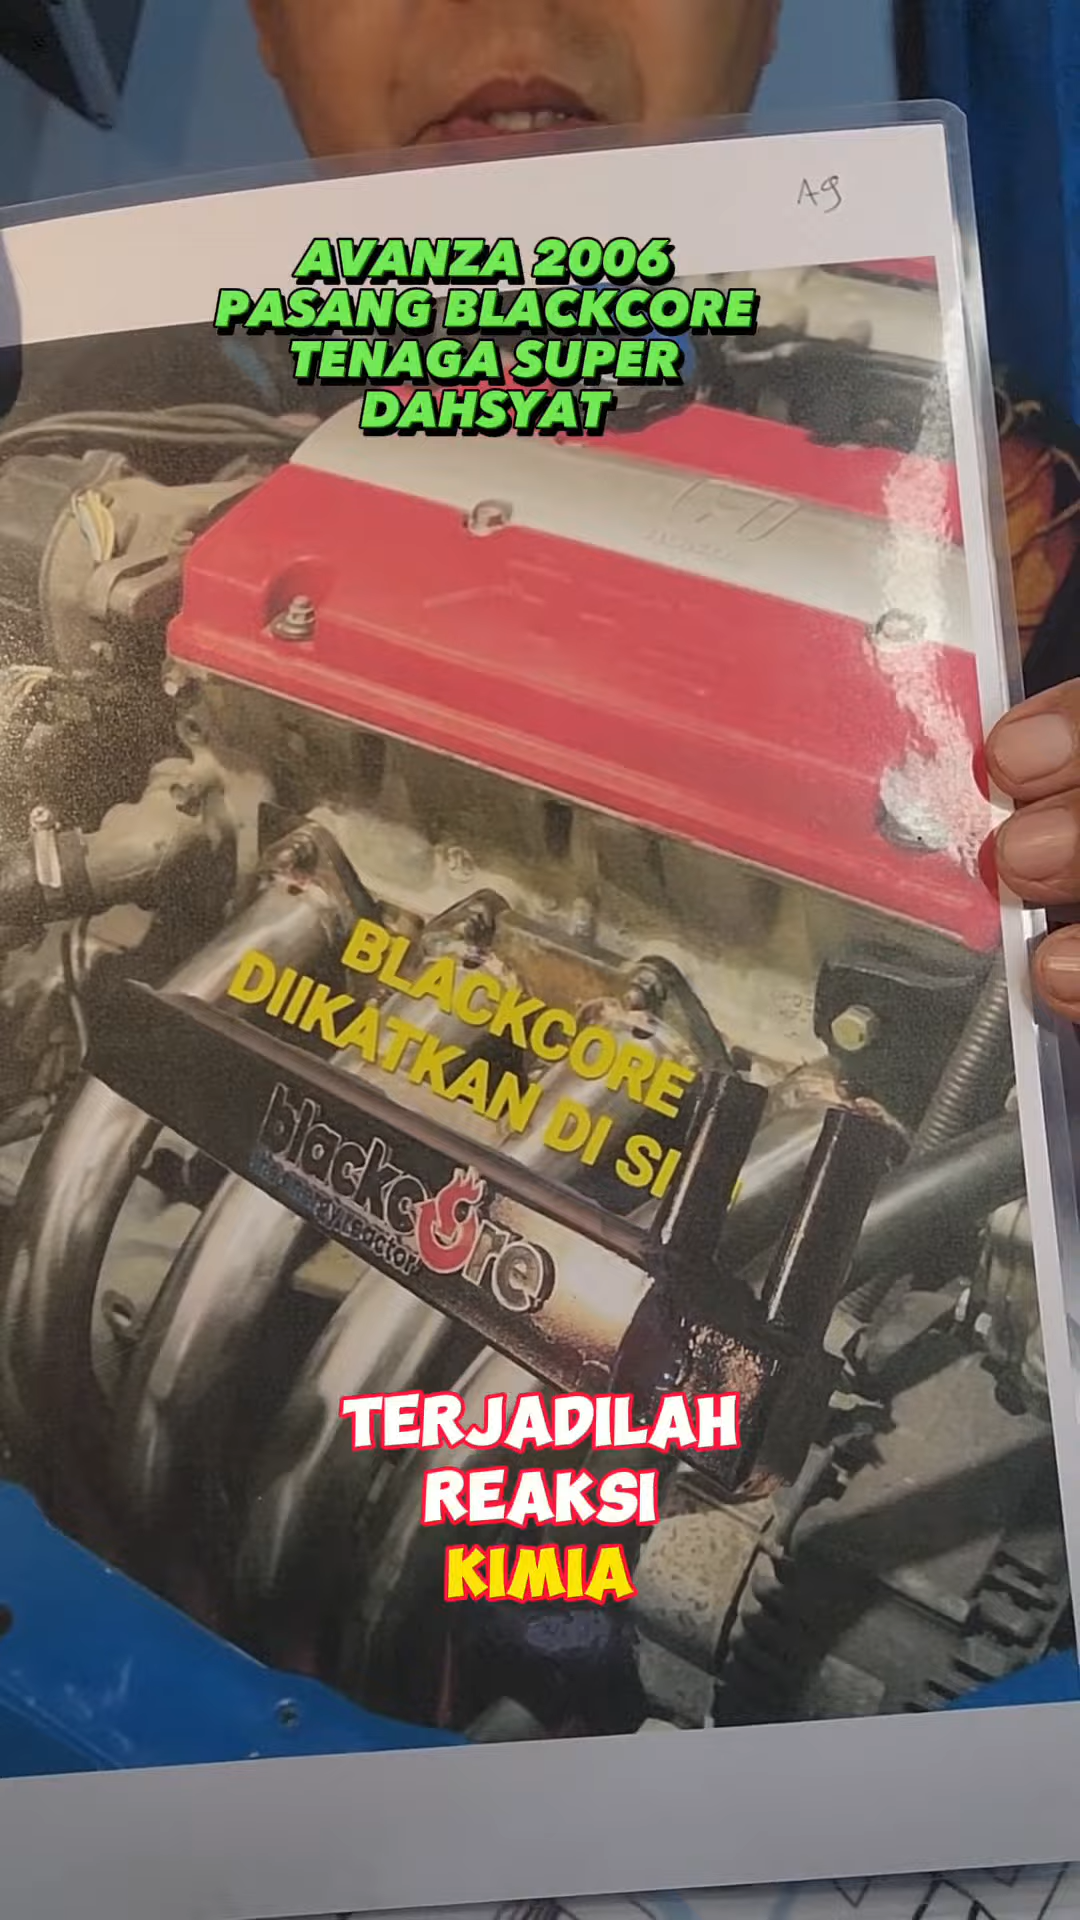 A9
AVANZA 2006
PASANG BLACKCORE
TENAGA SUPER
DAHSYAT
BLACKCORE
DIIKATKAN DI SI
blackcore
TERJADILAH
REAKSI
KIMIA